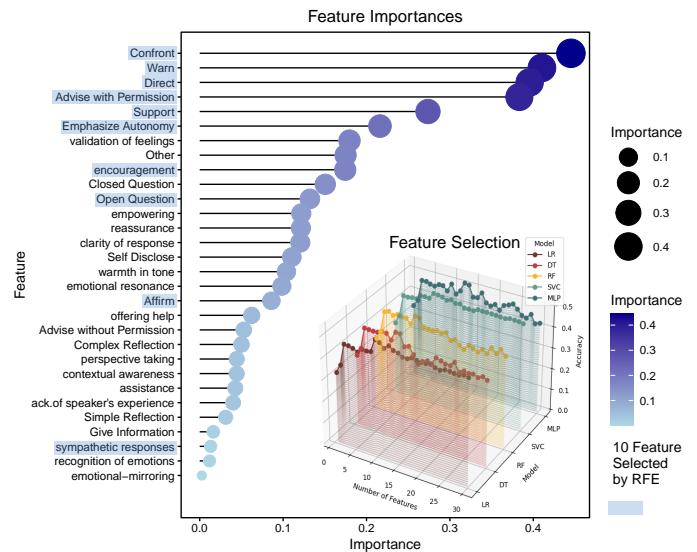 Feature Importances
Feature
Confront
Warn
Direct
Advise with Permission
Support
Emphasize Autonomy
validation of feelings
Other
encouragement
Closed Question
Open Question
empowering
reassurance
clarity of response
Self Disclose
warmth in tone
emotional resonance
Affirm
offering help
Advise without Permission
Complex Reflection
perspective taking
contextual awareness
assistance
ack.of speaker's experience
Simple Reflection
Give Information
sympathetic responses
recognition of emotions
emotional−mirroring
0.0 0.1 0.2 0.3 0.4
Importance
Feature Selection
Model
LR
DT
RF
SVC
MLP
0.5
0.4
0.3
0.2
0.1
0.0
Accuracy
0 5 10 15 20 25 30
Number of Features
LR
DT
RF
SVC
MLP
Model
Importance
0.1
0.2
0.3
0.4
Importance
0.4
0.3
0.2
0.1
10 Feature
Selected
by RFE